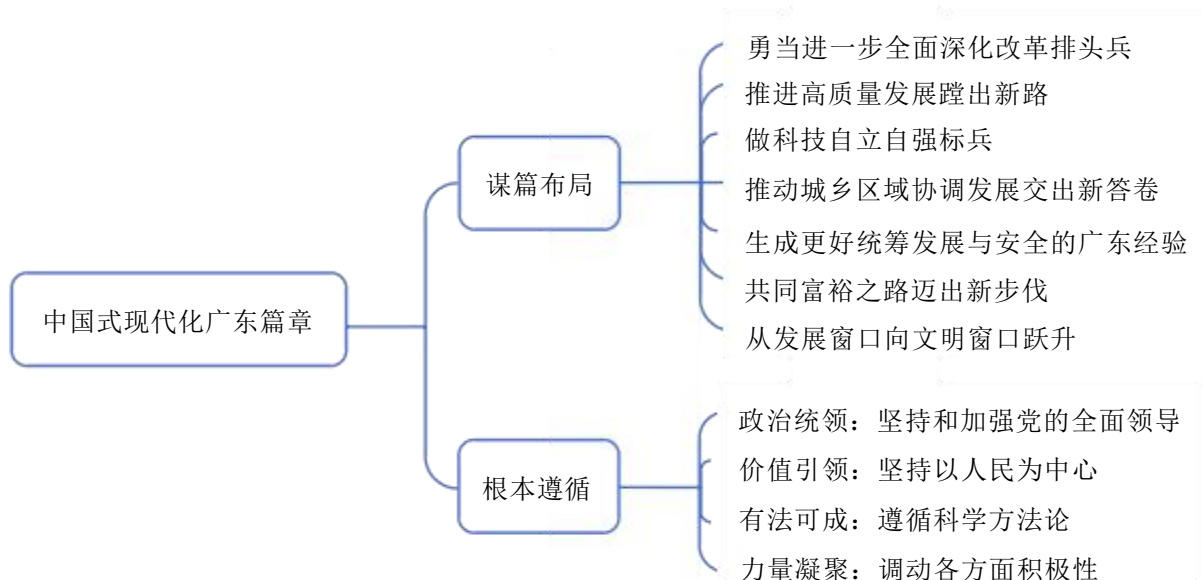 中国式现代化广东篇章
谋篇布局
勇当进一步全面深化改革排头兵
推进高质量发展蹚出新路
做科技自立自强标兵
推动城乡区域协调发展交出新答卷
生成更好统筹发展与安全的广东经验
共同富裕之路迈出新步伐
从发展窗口向文明窗口跃升
根本遵循
政治统领：坚持和加强党的全面领导
价值引领：坚持以人民为中心
有法可成：遵循科学方法论
力量凝聚：调动各方面积极性